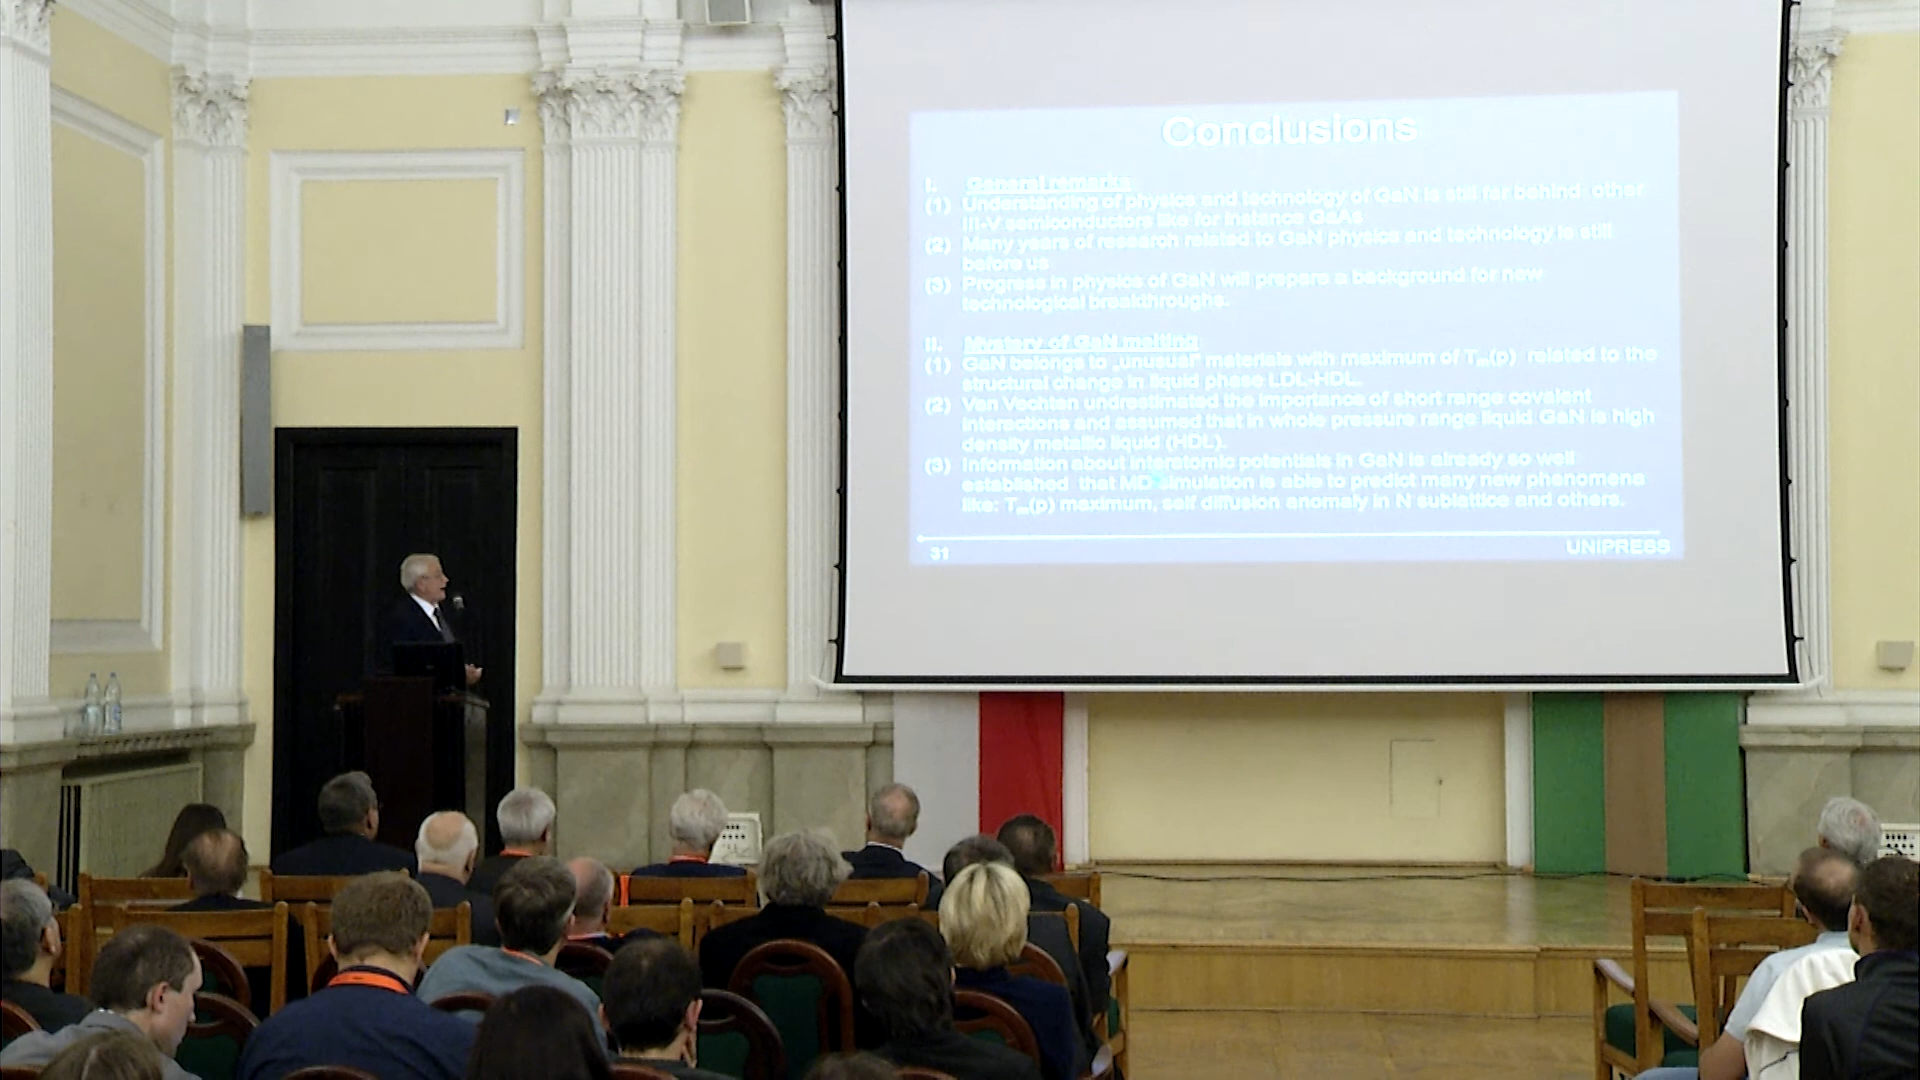 Conclusions
I. General remarks
(1) Understanding of physics and technology of GaN is still far behind other
III-V semiconductors like for instance GaAs
(2) Many years of research related to GaN physics and technology is still
before us
(3) Progress in physics of GaN will prepare a background for new
technological breakthroughs.
II. Mystery of GaN melting
(1) GaN belongs to „unusual" materials with maximum of Tm(p) related to the
structural change in liquid phase LDL-HDL.
(2) Van Vechten undrestimated the importance of short range covalent
interactions and assumed that in whole pressure range liquid GaN is high
density metallic liquid (HDL).
(3) Information about interatomic potentials in GaN is already so well
established that MD simulation is able to predict many new phenomena
like: Tm(p) maximum, self diffusion anomaly in N sublattice and others.
31
UNIPRESS